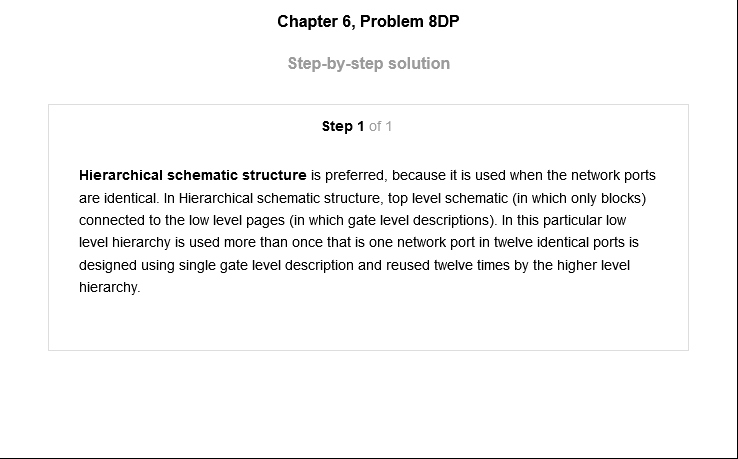 Chapter 6, Problem 8DP
Step-by-step solution
Step 1 of 1
Hierarchical schematic structure is preferred, because it is used when the network ports
are identical. In Hierarchical schematic structure, top level schematic (in which only blocks)
connected to the low level pages (in which gate level descriptions). In this particular low
level hierarchy is used more than once that is one network port in twelve identical ports is
designed using single gate level description and reused twelve times by the higher level
hierarchy.